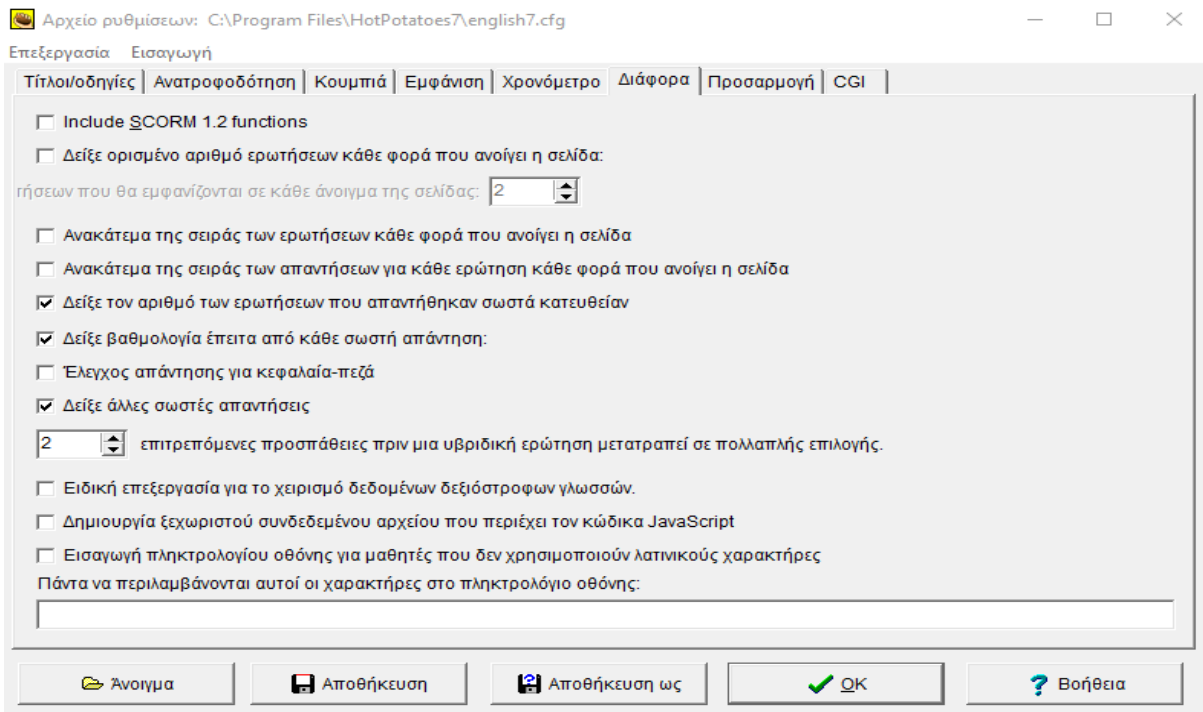 Αρχείο ρυθμίσεων: C:\Program Files\HotPotatoes7\english7.cfg
Επεξεργασία Εισαγωγή
Τίτλοι/οδηγίες Ανατροφοδότηση Κουμπιά Εμφάνιση Χρονόμετρο Διάφορα Προσαρμογή CGI
Include SCORM 1.2 functions
Δείξε ορισμένο αριθμό ερωτήσεων κάθε φορά που ανοίγει η σελίδα:
τήσεων που θα εμφανίζονται σε κάθε άνοιγμα της σελίδας: 2
Ανακάτεμα της σειράς των ερωτήσεων κάθε φορά που ανοίγει η σελίδα
Ανακάτεμα της σειράς των απαντήσεων για κάθε ερώτηση κάθε φορά που ανοίγει η σελίδα
Δείξε τον αριθμό των ερωτήσεων που απαντήθηκαν σωστά κατευθείαν
Δείξε βαθμολογία έπειτα από κάθε σωστή απάντηση:
Έλεγχος απάντησης για κεφαλαία-πεζά
Δείξε άλλες σωστές απαντήσεις
2 επιτρεπόμενες προσπάθειες πριν μια υβριδική ερώτηση μετατραπεί σε πολλαπλής επιλογής.
Ειδική επεξεργασία για το χειρισμό δεδομένων δεξιόστροφων γλωσσών.
Δημιουργία ξεχωριστού συνδεδεμένου αρχείου που περιέχει τον κώδικα JavaScript
Εισαγωγή πληκτρολογίου οθόνης για μαθητές που δεν χρησιμοποιούν λατινικούς χαρακτήρες
Πάντα να περιλαμβάνονται αυτοί οι χαρακτήρες στο πληκτρολόγιο οθόνης:
Άνοιγμα Αποθήκευση Αποθήκευση ως OK Βοήθεια